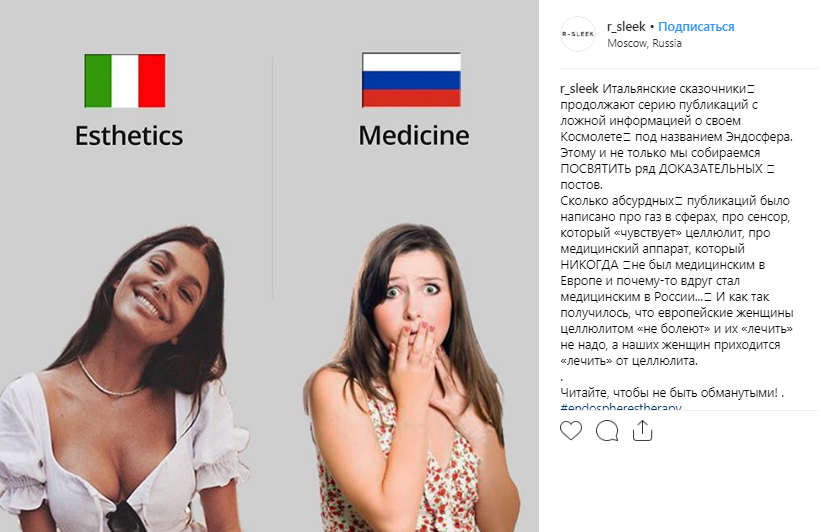 Esthetics
Medicine
R-SLEEK
r_sleek • Подписаться
Moscow, Russia
r_sleek Итальянские сказочники
продолжают серию публикаций с
ложной информацией о своем
Космолете под названием Эндосфера.
Этому и не только мы собираемся
ПОСВЯТИТЬ ряд ДОКАЗАТЕЛЬНЫХ
постов.
Сколько абсурдных публикаций было
написано про газ в сферах, про сенсор,
который «чувствует» целлюлит, про
медицинский аппарат, который
НИКОГДА не был медицинским в
Европе и почему-то вдруг стал
медицинским в России... И как так
получилось, что европейские женщины
целлюлитом «не болеют» и их «лечить»
не надо, а наших женщин приходится
«лечить» от целлюлита.
.
Читайте, чтобы не быть обманутыми! .
#endospherestherapy